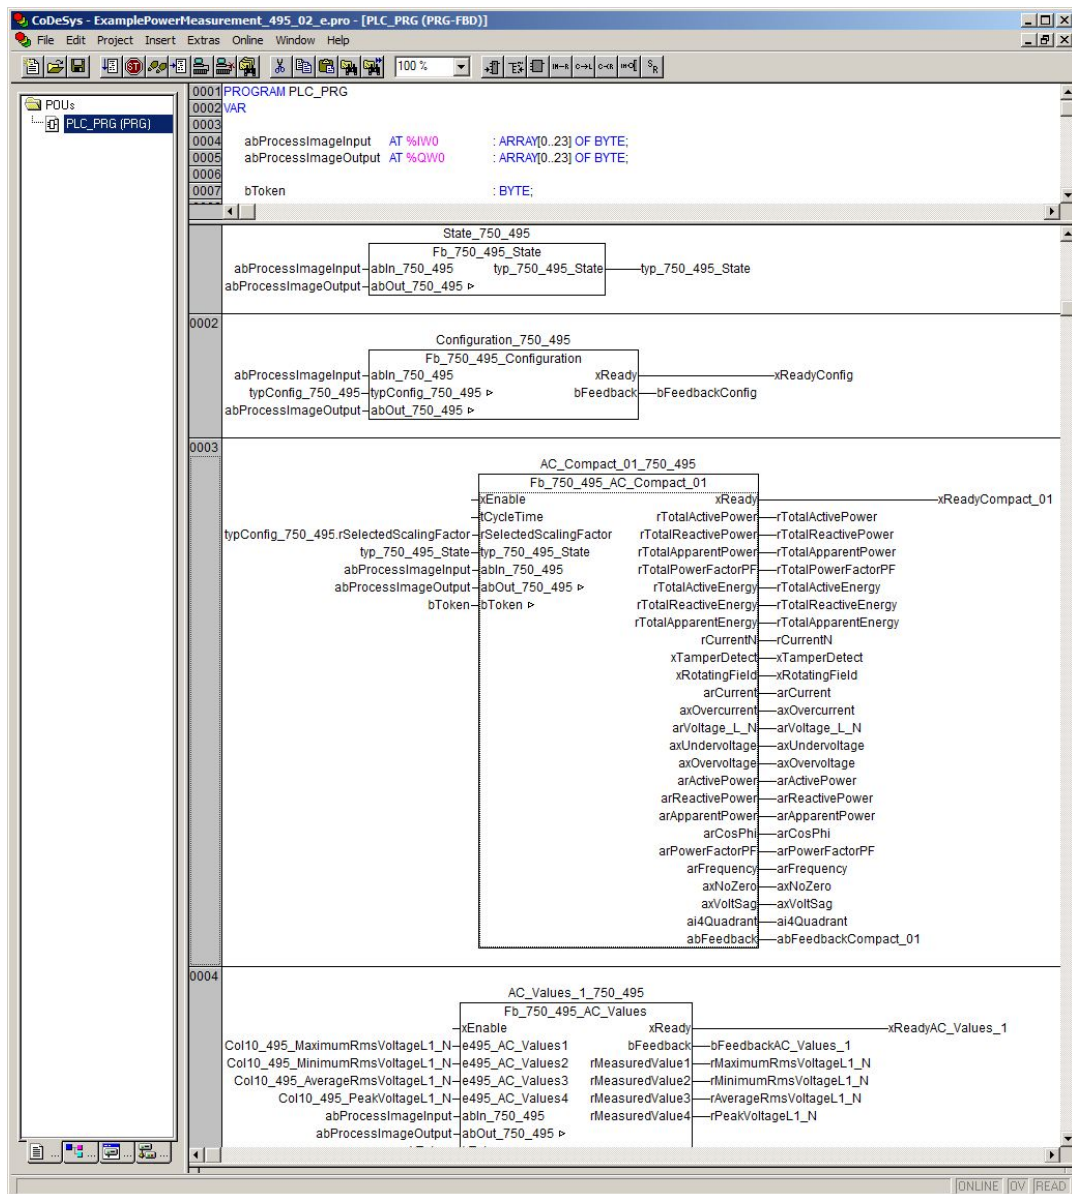 CoDeSys - ExamplePowerMeasurement_495_02_e.pro - [PLC_PRG (PRG-FBD)]
File Edit Project Insert Extras Online Window Help
100 %
POUs
PLC_PRG (PRG)
0001 PROGRAM PLC_PRG
0002 VAR
0003
0004 abProcessImageInput AT %IW0 : ARRAY[0..23] OF BYTE;
0005 abProcessImageOutput AT %QW0 : ARRAY[0..23] OF BYTE;
0006
0007 bToken : BYTE;
State_750_495
Fb_750_495_State
abProcessImageInput abIn_750_495 typ_750_495_State typ_750_495_State
abProcessImageOutput abOut_750_495
0002
Configuration_750_495
Fb_750_495_Configuration
abProcessImageInput abIn_750_495 xReady xReadyConfig
typConfig_750_495 typConfig_750_495 bFeedback bFeedbackConfig
abProcessImageOutput abOut_750_495
0003
AC_Compact_01_750_495
Fb_750_495_AC_Compact_01
xEnable xReady xReadyCompact_01
tCycleTime rTotalActivePower rTotalActivePower
typConfig_750_495.rSelectedScalingFactor rSelectedScalingFactor rTotalReactivePower rTotalReactivePower
typ_750_495_State typ_750_495_State rTotalApparentPower rTotalApparentPower
abProcessImageInput abIn_750_495 rTotalPowerFactorPF rTotalPowerFactorPF
abProcessImageOutput abOut_750_495 rTotalActiveEnergy rTotalActiveEnergy
bToken bToken rTotalReactiveEnergy rTotalReactiveEnergy
rTotalApparentEnergy rTotalApparentEnergy
rCurrentN rCurrentN
xTamperDetect xTamperDetect
xRotatingField xRotatingField
arCurrent arCurrent
axOvercurrent axOvercurrent
arVoltage_L_N arVoltage_L_N
axUndervoltage axUndervoltage
axOvervoltage axOvervoltage
arActivePower arActivePower
arReactivePower arReactivePower
arApparentPower arApparentPower
arCosPhi arCosPhi
arPowerFactorPF arPowerFactorPF
arFrequency arFrequency
axNoZero axNoZero
axVoltSag axVoltSag
ai4Quadrant ai4Quadrant
abFeedback abFeedbackCompact_01
0004
AC_Values_1_750_495
Fb_750_495_AC_Values
xEnable xReady xReadyAC_Values_1
Col10_495_MaximumRmsVoltageL1_N e495_AC_Values1 bFeedback bFeedbackAC_Values_1
Col10_495_MinimumRmsVoltageL1_N e495_AC_Values2 rMeasuredValue1 rMaximumRmsVoltageL1_N
Col10_495_AverageRmsVoltageL1_N e495_AC_Values3 rMeasuredValue2 rMinimumRmsVoltageL1_N
Col10_495_PeakVoltageL1_N e495_AC_Values4 rMeasuredValue3 rAverageRmsVoltageL1_N
abProcessImageInput abIn_750_495 rMeasuredValue4 rPeakVoltageL1_N
abProcessImageOutput abOut_750_495
ONLINE OV READ